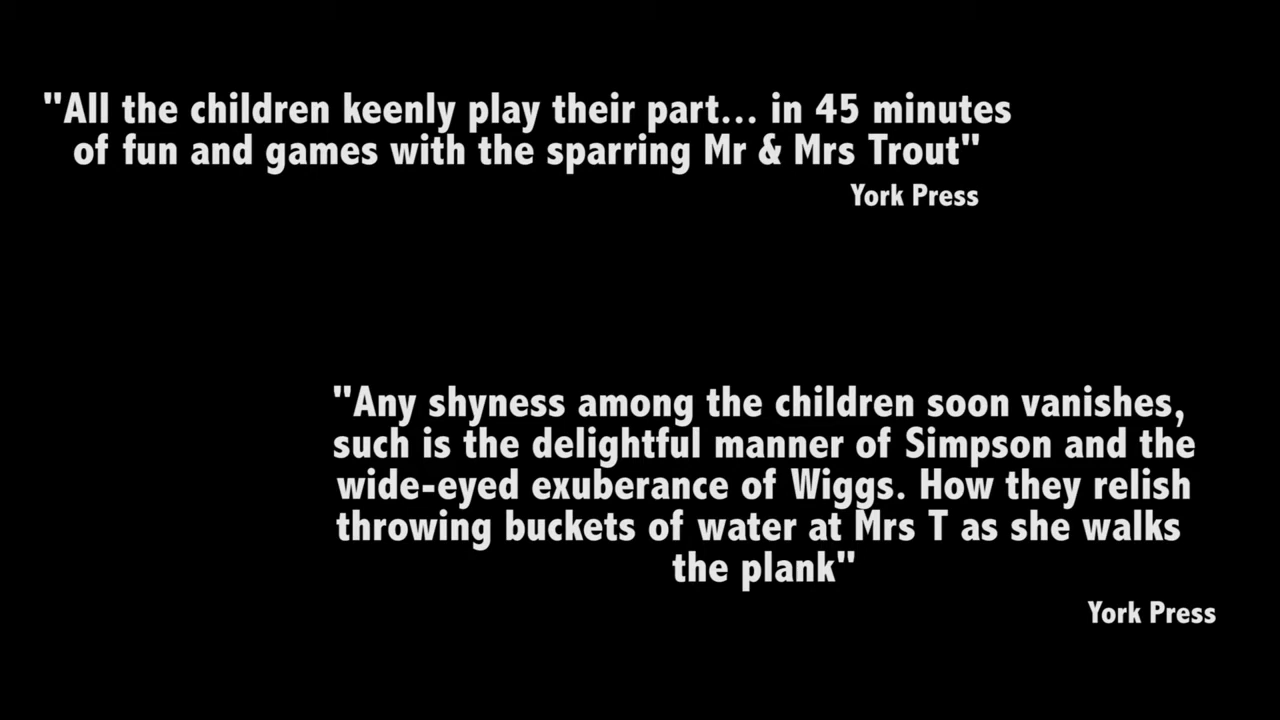 "All the children keenly play their part... in 45 minutes
of fun and games with the sparring Mr & Mrs Trout"
York Press
"Any shyness among the children soon vanishes,
such is the delightful manner of Simpson and the
wide-eyed exuberance of Wiggs. How they relish
throwing buckets of water at Mrs T as she walks
the plank"
York Press